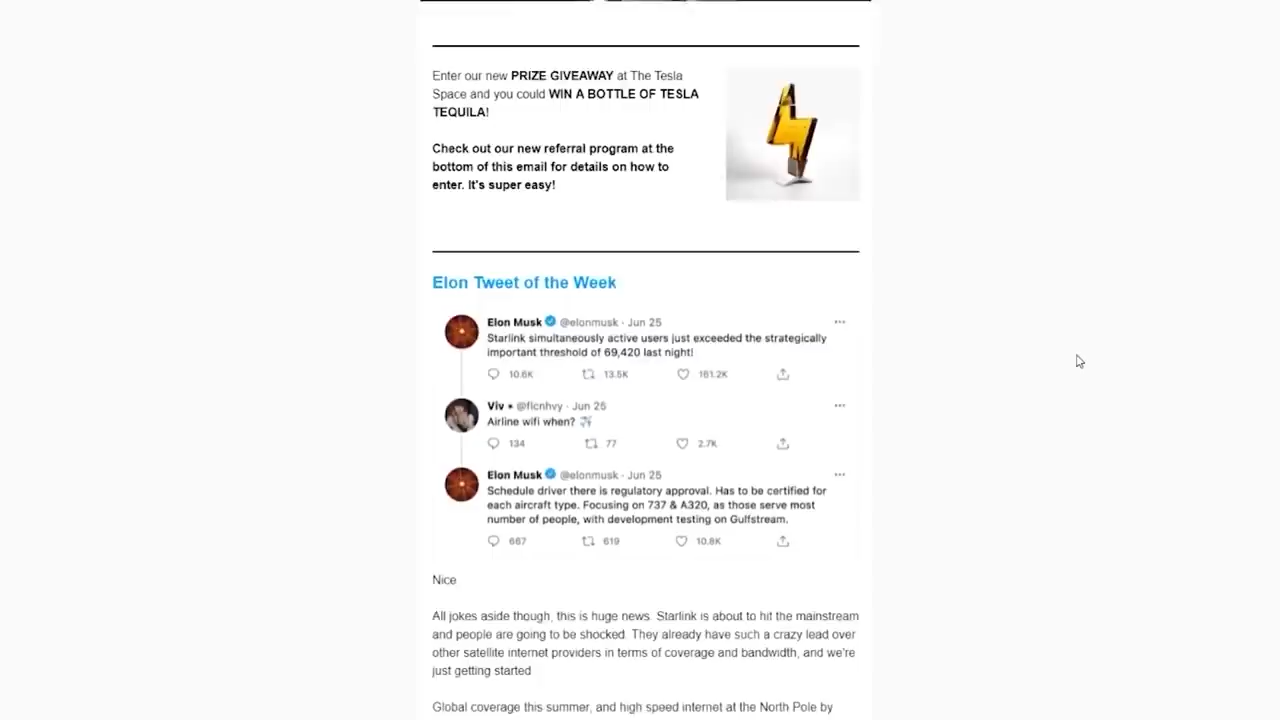 Enter our new PRIZE GIVEAWAY at The Tesla
Space and you could WIN A BOTTLE OF TESLA
TEQUILA!
Check out our new referral program at the
bottom of this email for details on how to
enter. It's super easy!
Elon Tweet of the Week
Elon Musk @elonmusk · Jun 25
Starlink simultaneously active users just exceeded the strategically
important threshold of 69,420 last night!
10.6K 13.5K 161.2K
Viv @flcnhvy · Jun 25
Airline wifi when?
134 77 2.7K
Elon Musk @elonmusk · Jun 25
Schedule driver there is regulatory approval. Has to be certified for
each aircraft type. Focusing on 737 & A320, as those serve most
number of people, with development testing on Gulfstream.
667 619 10.8K
Nice
All jokes aside though, this is huge news. Starlink is about to hit the mainstream
and people are going to be shocked. They already have such a crazy lead over
other satellite internet providers in terms of coverage and bandwidth, and we're
just getting started
Global coverage this summer, and high speed internet at the North Pole by